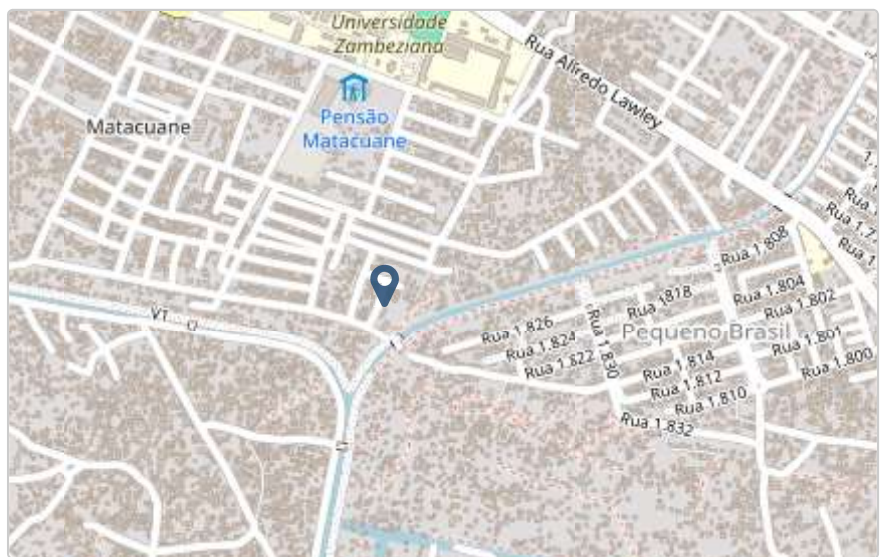 Universidade
Zambeziana
Rua Alfredo Lawley
Pensão
Matacuane
Matacuane
Rua 1.808
Rua 1.804
Rua 1.802
Rua 1818
V1
Rua 1.826
Rua 1.824
Rua 1.822
Rua 1.830
Pequeno Brasil
Rua 1.801
Rua 1.800
Rua 1.814
Rua 1.812
Rua 1.810
Rua 1.832